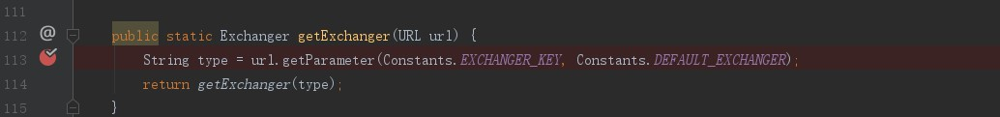 111
112 @ public static Exchanger getExchanger(URL url) {
113 String type = url.getParameter(Constants.EXCHANGER_KEY, Constants.DEFAULT_EXCHANGER);
114 return getExchanger(type);
115 }